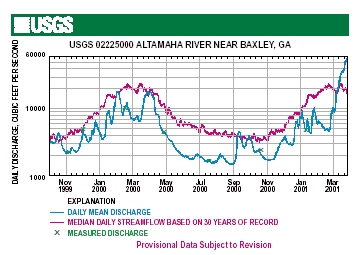 USGS
USGS 02225000 ALTAMAHA RIVER NEAR BAXLEY, GA
DAILY DISCHARGE, CUBIC FEET PER SECOND
60000
10000
1000
Nov Jan Mar May Jul Sep Nov Jan Mar
1999 2000 2000 2000 2000 2000 2000 2001 2001
EXPLANATION
DAILY MEAN DISCHARGE
MEDIAN DAILY STREAMFLOW BASED ON 30 YEARS OF RECORD
× MEASURED DISCHARGE
Provisional Data Subject to Revision